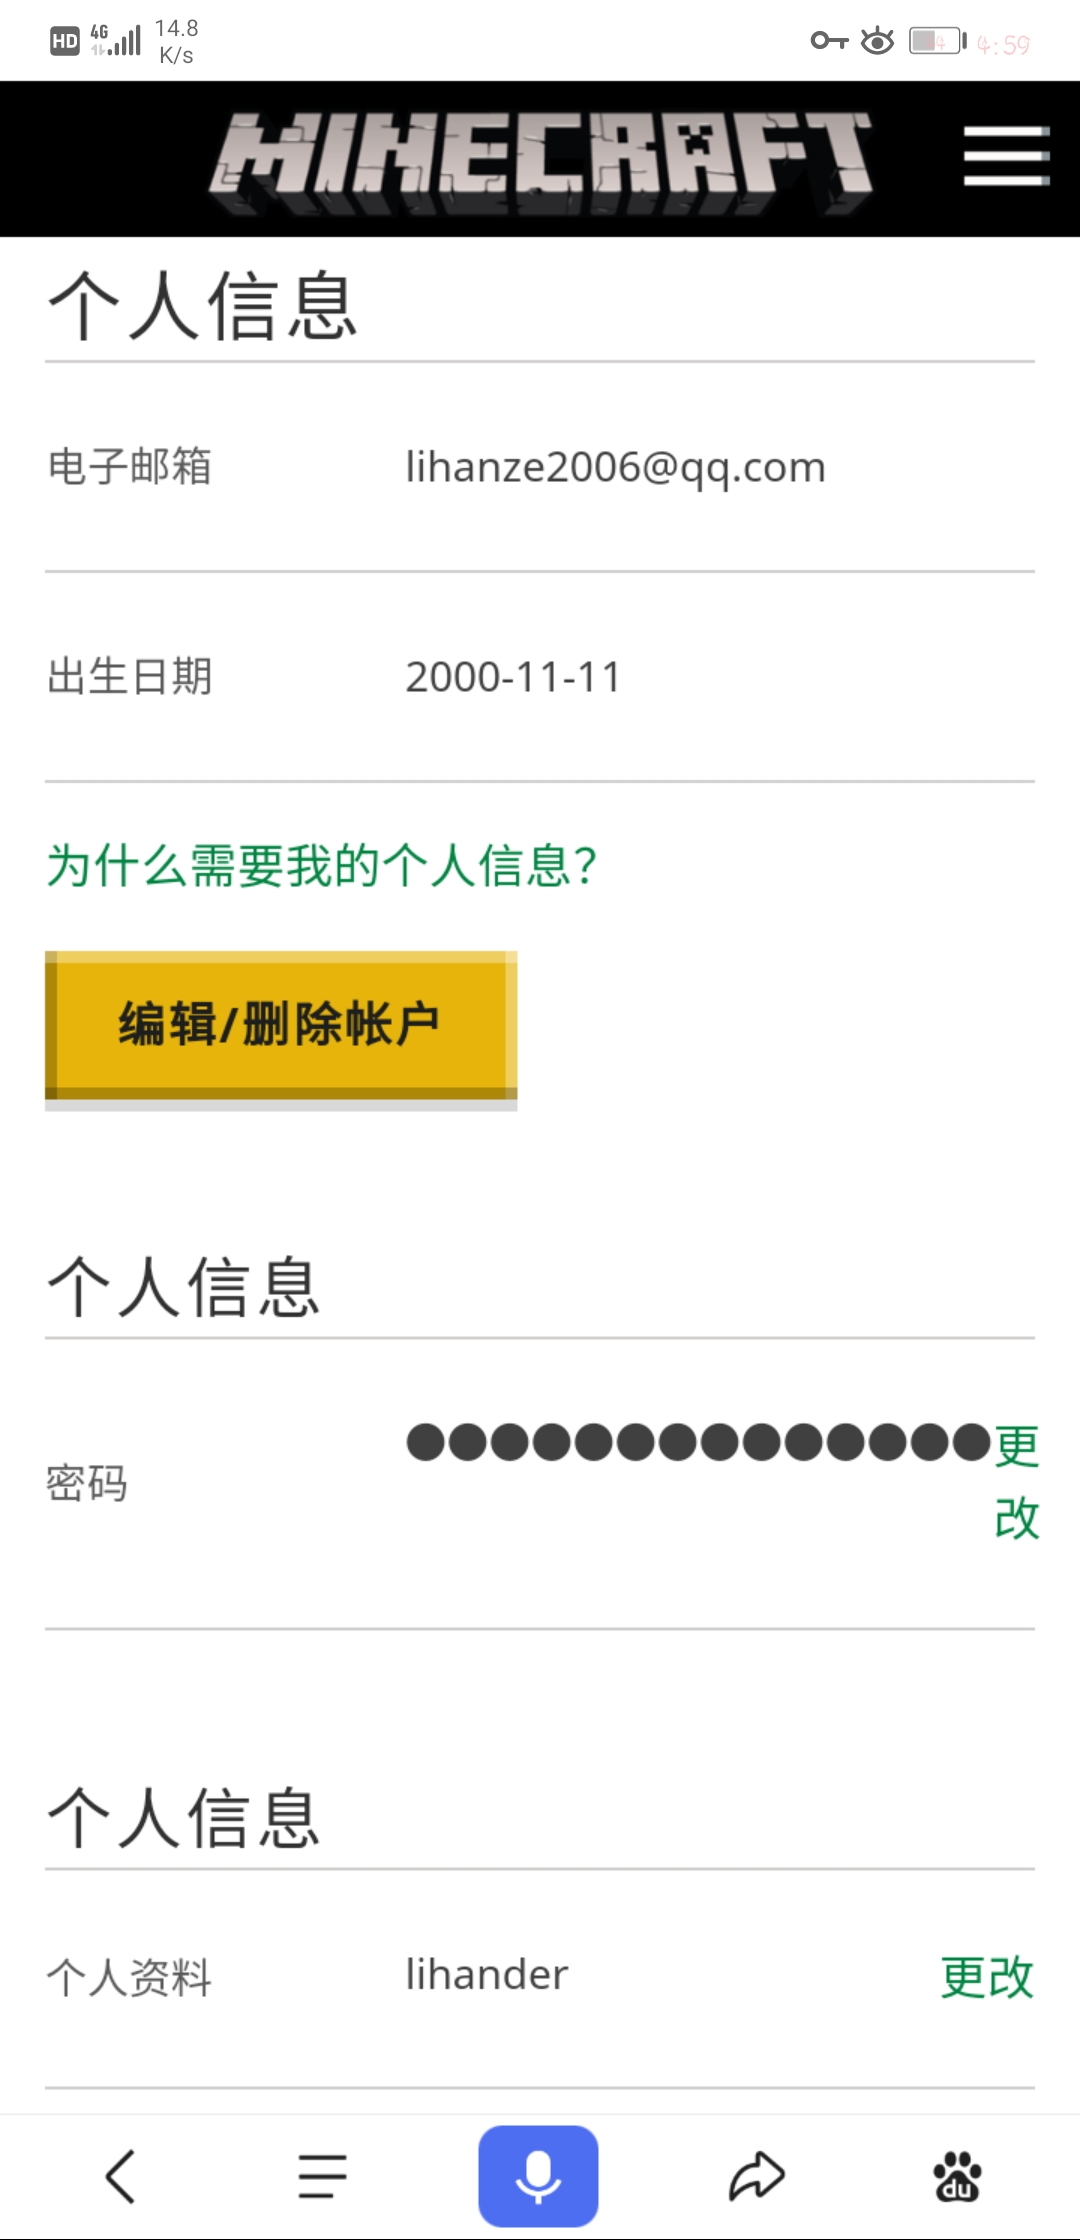 HD 4G 14.8 K/s 4 4:59
MINECRAFT
个人信息
电子邮箱 lihanze2006@qq.com
出生日期 2000-11-11
为什么需要我的个人信息?
编辑/删除帐户
个人信息
密码 ●●●●●●●●●●●●●● 更
改
个人信息
个人资料 lihander 更改
du